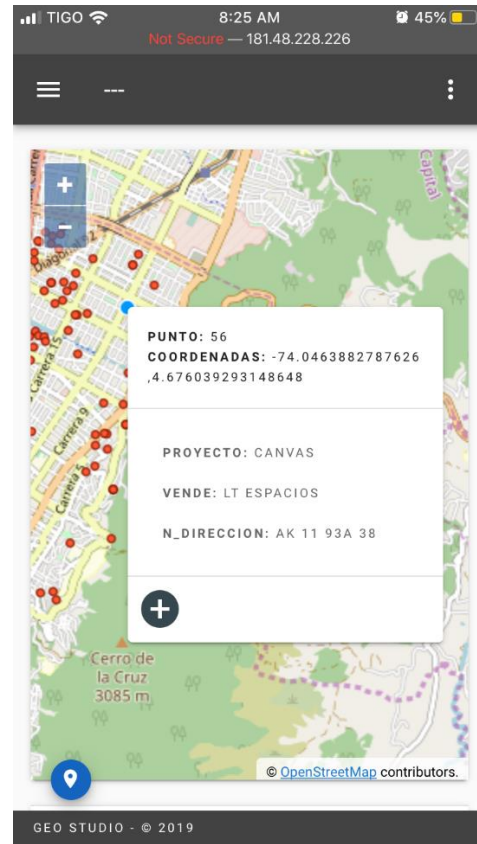 TIGO 8:25 AM 45%
Not Secure — 181.48.228.226
---
+
-
Diagonal 92
Capital
Carrera 15
Carrera 9
Carrera 5
PUNTO: 56
COORDENADAS: -74.0463882787626
,4.676039293148648
PROYECTO: CANVAS
VENDE: LT ESPACIOS
N_DIRECCION: AK 11 93A 38
+
Cerro de
la Cruz
3085 m
© OpenStreetMap contributors.
GEO STUDIO - © 2019